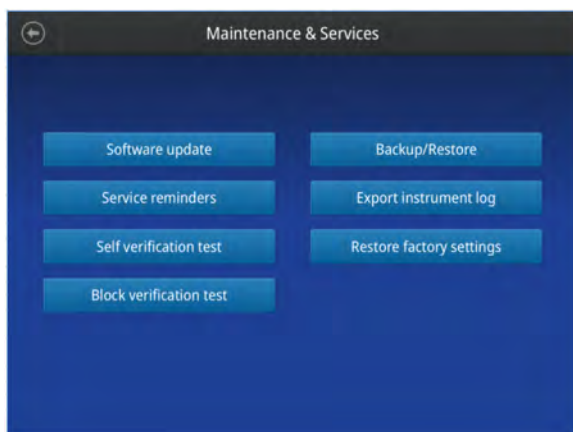 Maintenance & Services
Software update
Backup/Restore
Service reminders
Export instrument log
Self verification test
Restore factory settings
Block verification test